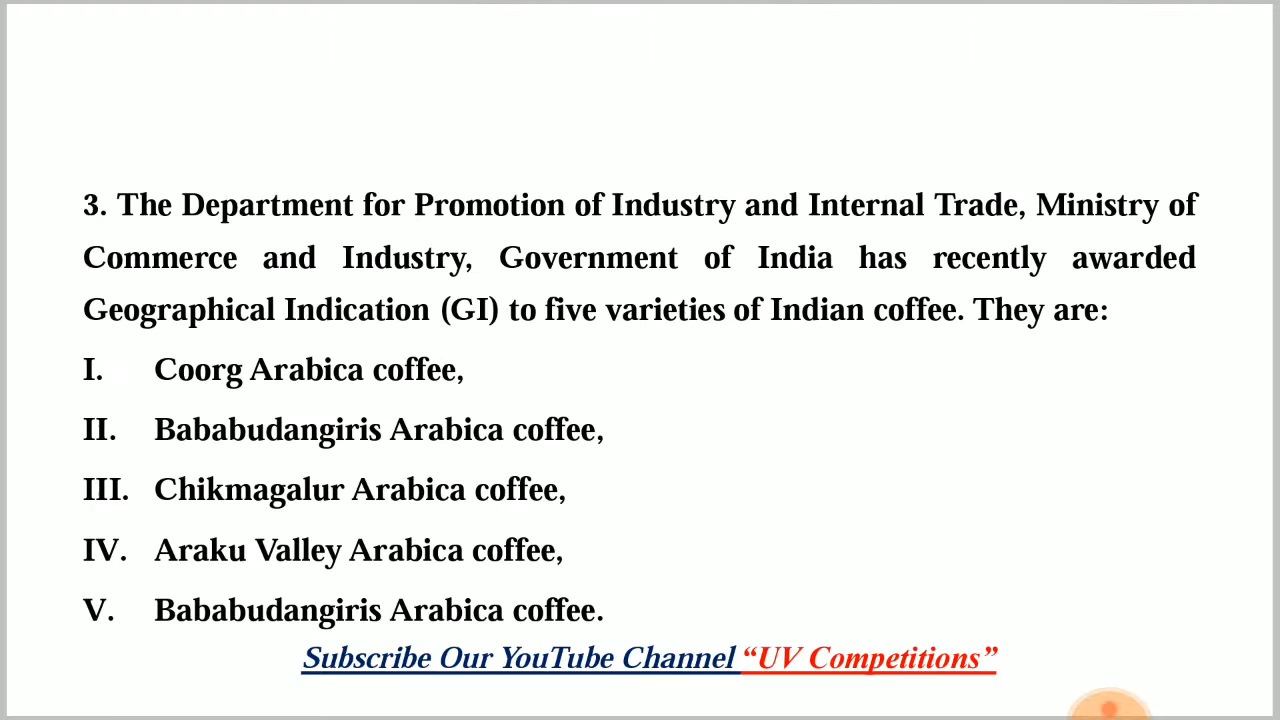 3. The Department for Promotion of Industry and Internal Trade, Ministry of
Commerce and Industry, Government of India has recently awarded
Geographical Indication (GI) to five varieties of Indian coffee. They are:
I. Coorg Arabica coffee,
II. Bababudangiris Arabica coffee,
III. Chikmagalur Arabica coffee,
IV. Araku Valley Arabica coffee,
V. Bababudangiris Arabica coffee.
Subscribe Our YouTube Channel “UV Competitions”